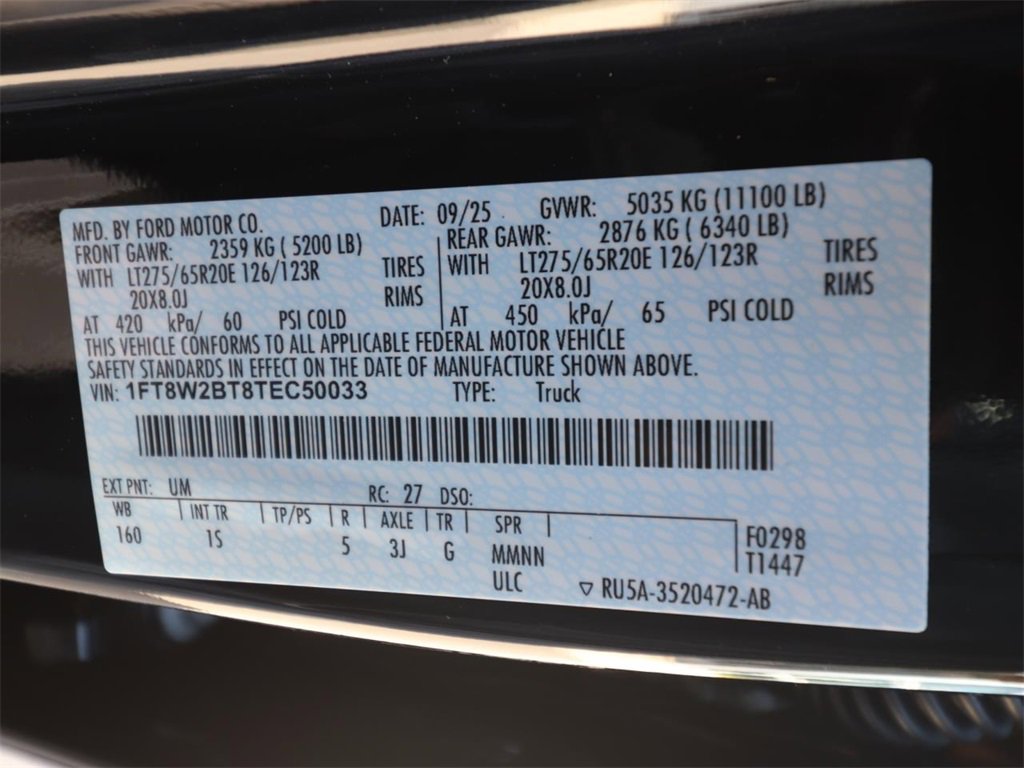 MFD. BY FORD MOTOR CO. DATE: 09/25 GVWR: 5035 KG (11100 LB)
FRONT GAWR: 2359 KG ( 5200 LB) REAR GAWR: 2876 KG ( 6340 LB)
WITH LT275/65R20E 126/123R TIRES WITH LT275/65R20E 126/123R TIRES
20X8.0J RIMS 20X8.0J RIMS
AT 420 kPa/ 60 PSI COLD AT 450 kPa/ 65 PSI COLD
THIS VEHICLE CONFORMS TO ALL APPLICABLE FEDERAL MOTOR VEHICLE
SAFETY STANDARDS IN EFFECT ON THE DATE OF MANUFACTURE SHOWN ABOVE.
VIN: 1FT8W2BT8TEC50033 TYPE: Truck
EXT PNT: UM RC: 27 DSO:
WB INT TR TP/PS R AXLE TR SPR F0298
160 1S 5 3J G MMNN T1447
ULC ▽ RU5A-3520472-AB